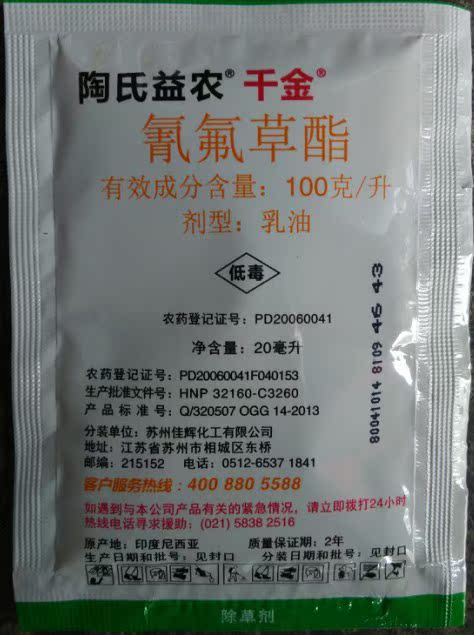 陶氏益农® 千金®
氰氟草酯
有效成分含量：100克/升
剂型：乳油
低毒
农药登记证号：PD20060041
净含量：20毫升
农药登记证号：PD20060041F040153
生产批准文件号：HNP 32160-C3260
产品标准号：Q/320507 OGG 14-2013
分装单位：苏州佳辉化工有限公司
地址：江苏省苏州市相城区东桥
邮编：215152 电话：0512-6537 1841
客户服务热线：400 880 5588
如遇到与本公司产品有关的紧急情况，请立即拨打24小时
热线电话寻求援助：(021) 5838 2516
原产地：印度尼西亚 质量保证期：2年
生产日期和批号：见封口 分装日期和批号：见封口
除草剂
80041014 8109 46 43